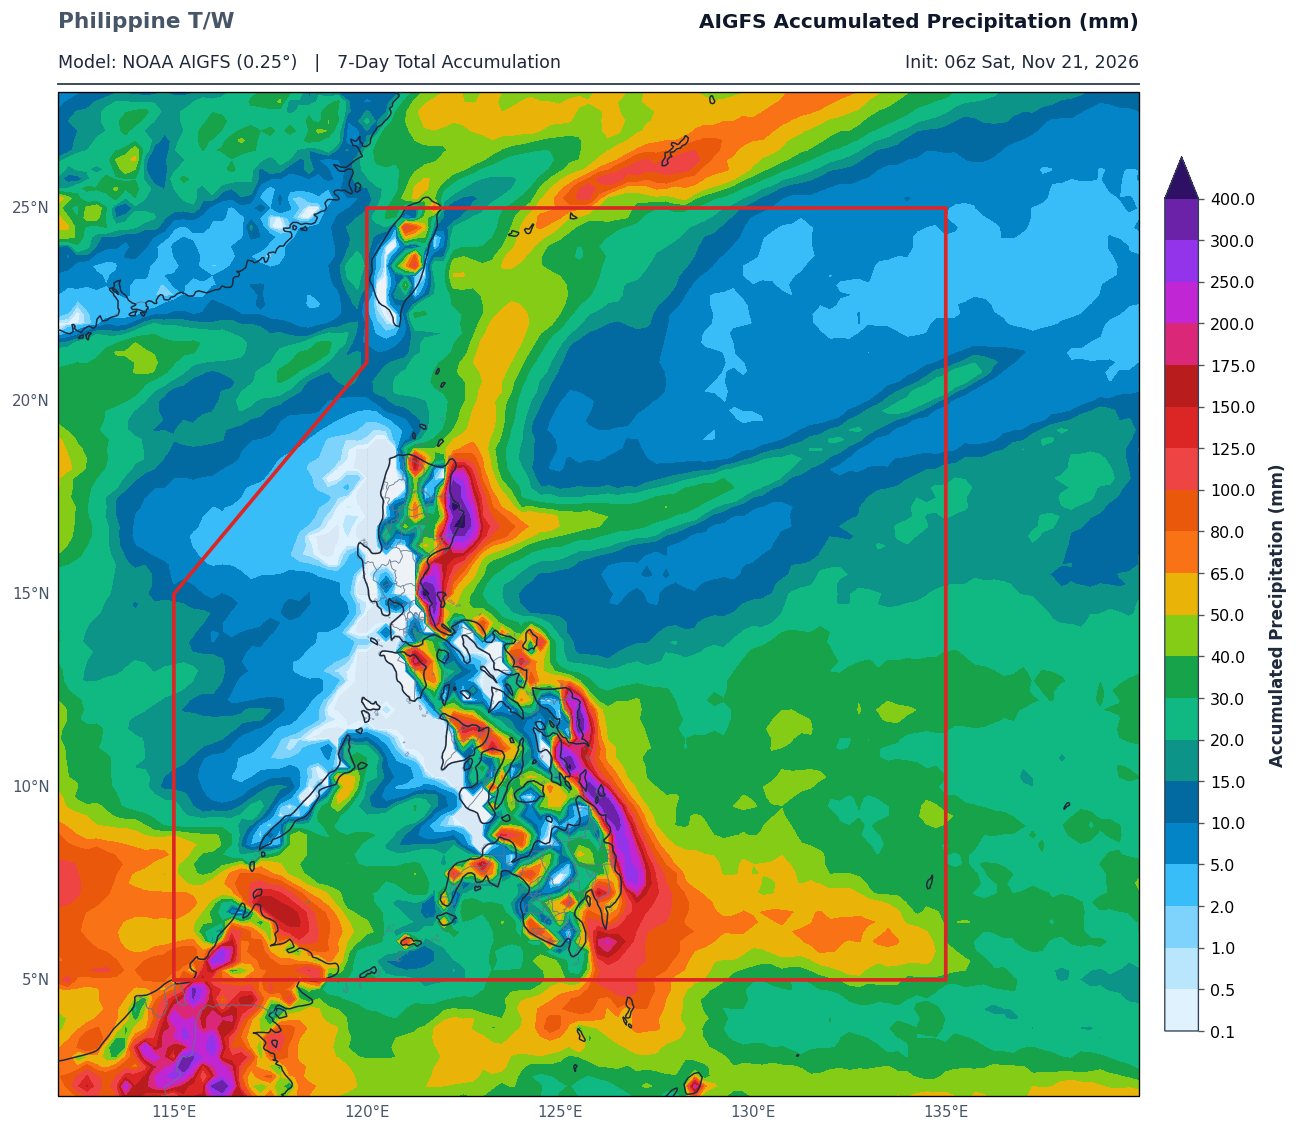 Philippine T/W
AIGFS Accumulated Precipitation (mm)
Model: NOAA AIGFS (0.25°) | 7-Day Total Accumulation
Init: 06z Sat, Nov 21, 2026
25°N
20°N
15°N
10°N
5°N
115°E
120°E
125°E
130°E
135°E
400.0
300.0
250.0
200.0
175.0
150.0
125.0
100.0
80.0
65.0
50.0
40.0
30.0
20.0
15.0
10.0
5.0
2.0
1.0
0.5
0.1
Accumulated Precipitation (mm)